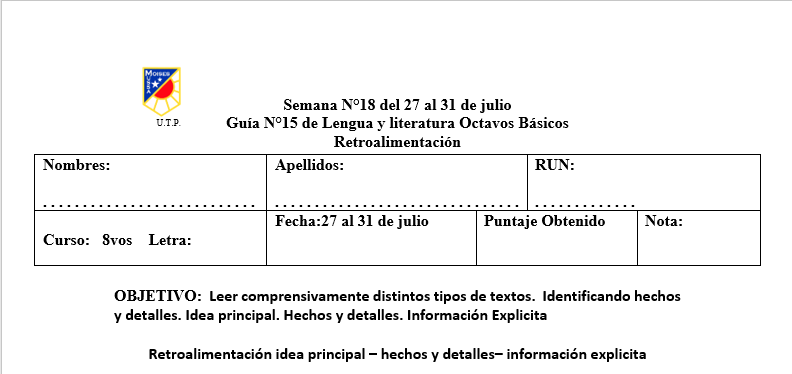 MOISES
MUSSA
U.T.P.
Semana N°18 del 27 al 31 de julio
Guía N°15 de Lengua y literatura Octavos Básicos
Retroalimentación
Nombres: Apellidos: RUN:
. . . . . . . . . . . . . . . . . . . . . . . . . . . . . . . . . . . . . . . . . . . . . . . . . . . . . . . . . . . . . . . . . . . . . . .
Fecha:27 al 31 de julio Puntaje Obtenido Nota:
Curso: 8vos Letra:
OBJETIVO: Leer comprensivamente distintos tipos de textos. Identificando hechos
y detalles. Idea principal. Hechos y detalles. Información Explicita
Retroalimentación idea principal – hechos y detalles– información explicita